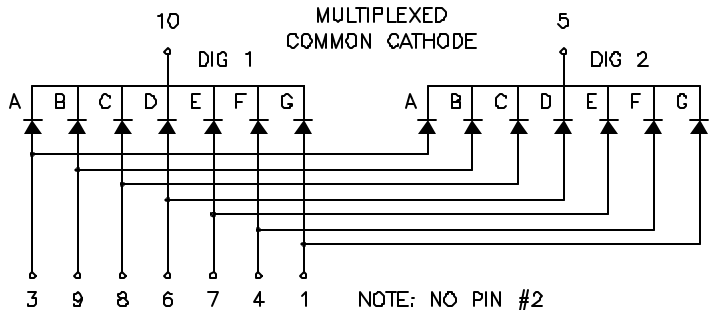 10 MULTIPLEXED 5
COMMON CATHODE
DIG 1 DIG 2
A B C D E F G A B C D E F G
3 9 8 6 7 4 1 NOTE: NO PIN #2